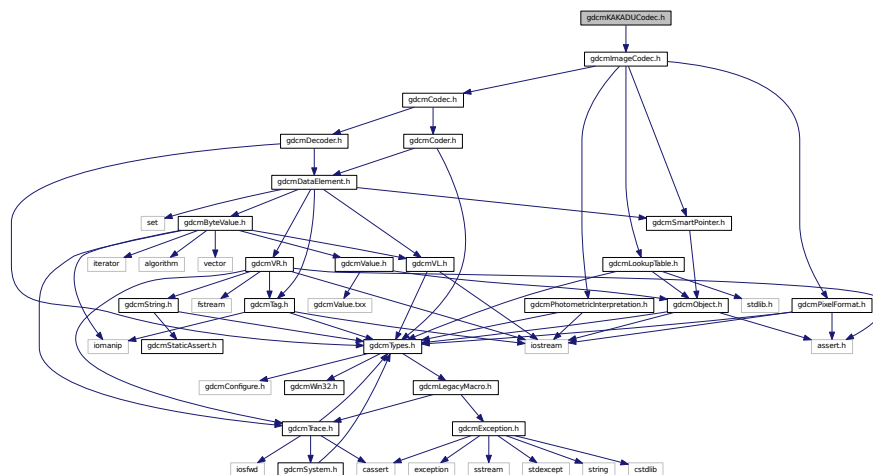 gdcmKAKADUCodec.h
gdcmImageCodec.h
gdcmCodec.h
gdcmDecoder.h
gdcmCoder.h
gdcmDataElement.h
set
gdcmByteValue.h
gdcmSmartPointer.h
iterator
algorithm
vector
gdcmVR.h
gdcmValue.h
gdcmVL.h
gdcmLookupTable.h
gdcmString.h
fstream
gdcmTag.h
gdcmValue.txx
gdcmPhotometricInterpretation.h
gdcmObject.h
stdlib.h
gdcmPixelFormat.h
iomanip
gdcmStaticAssert.h
gdcmTypes.h
iostream
assert.h
gdcmConfigure.h
gdcmWin32.h
gdcmLegacyMacro.h
gdcmTrace.h
gdcmException.h
iosfwd
gdcmSystem.h
cassert
exception
sstream
stdexcept
string
cstdlib